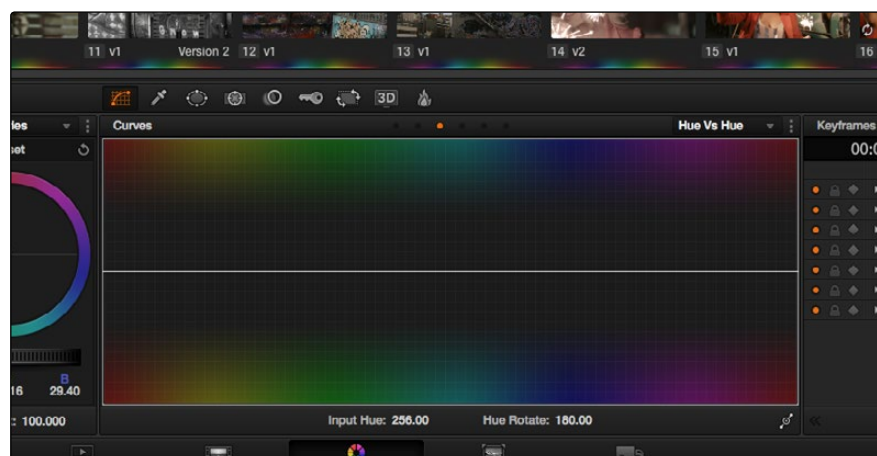 11 v1 Version 2 12 v1 13 v1 14 v2 15 v1 16
3D
Curves Hue Vs Hue Keyframes
00:
B
16 29.40
: 100.000 Input Hue: 256.00 Hue Rotate: 180.00